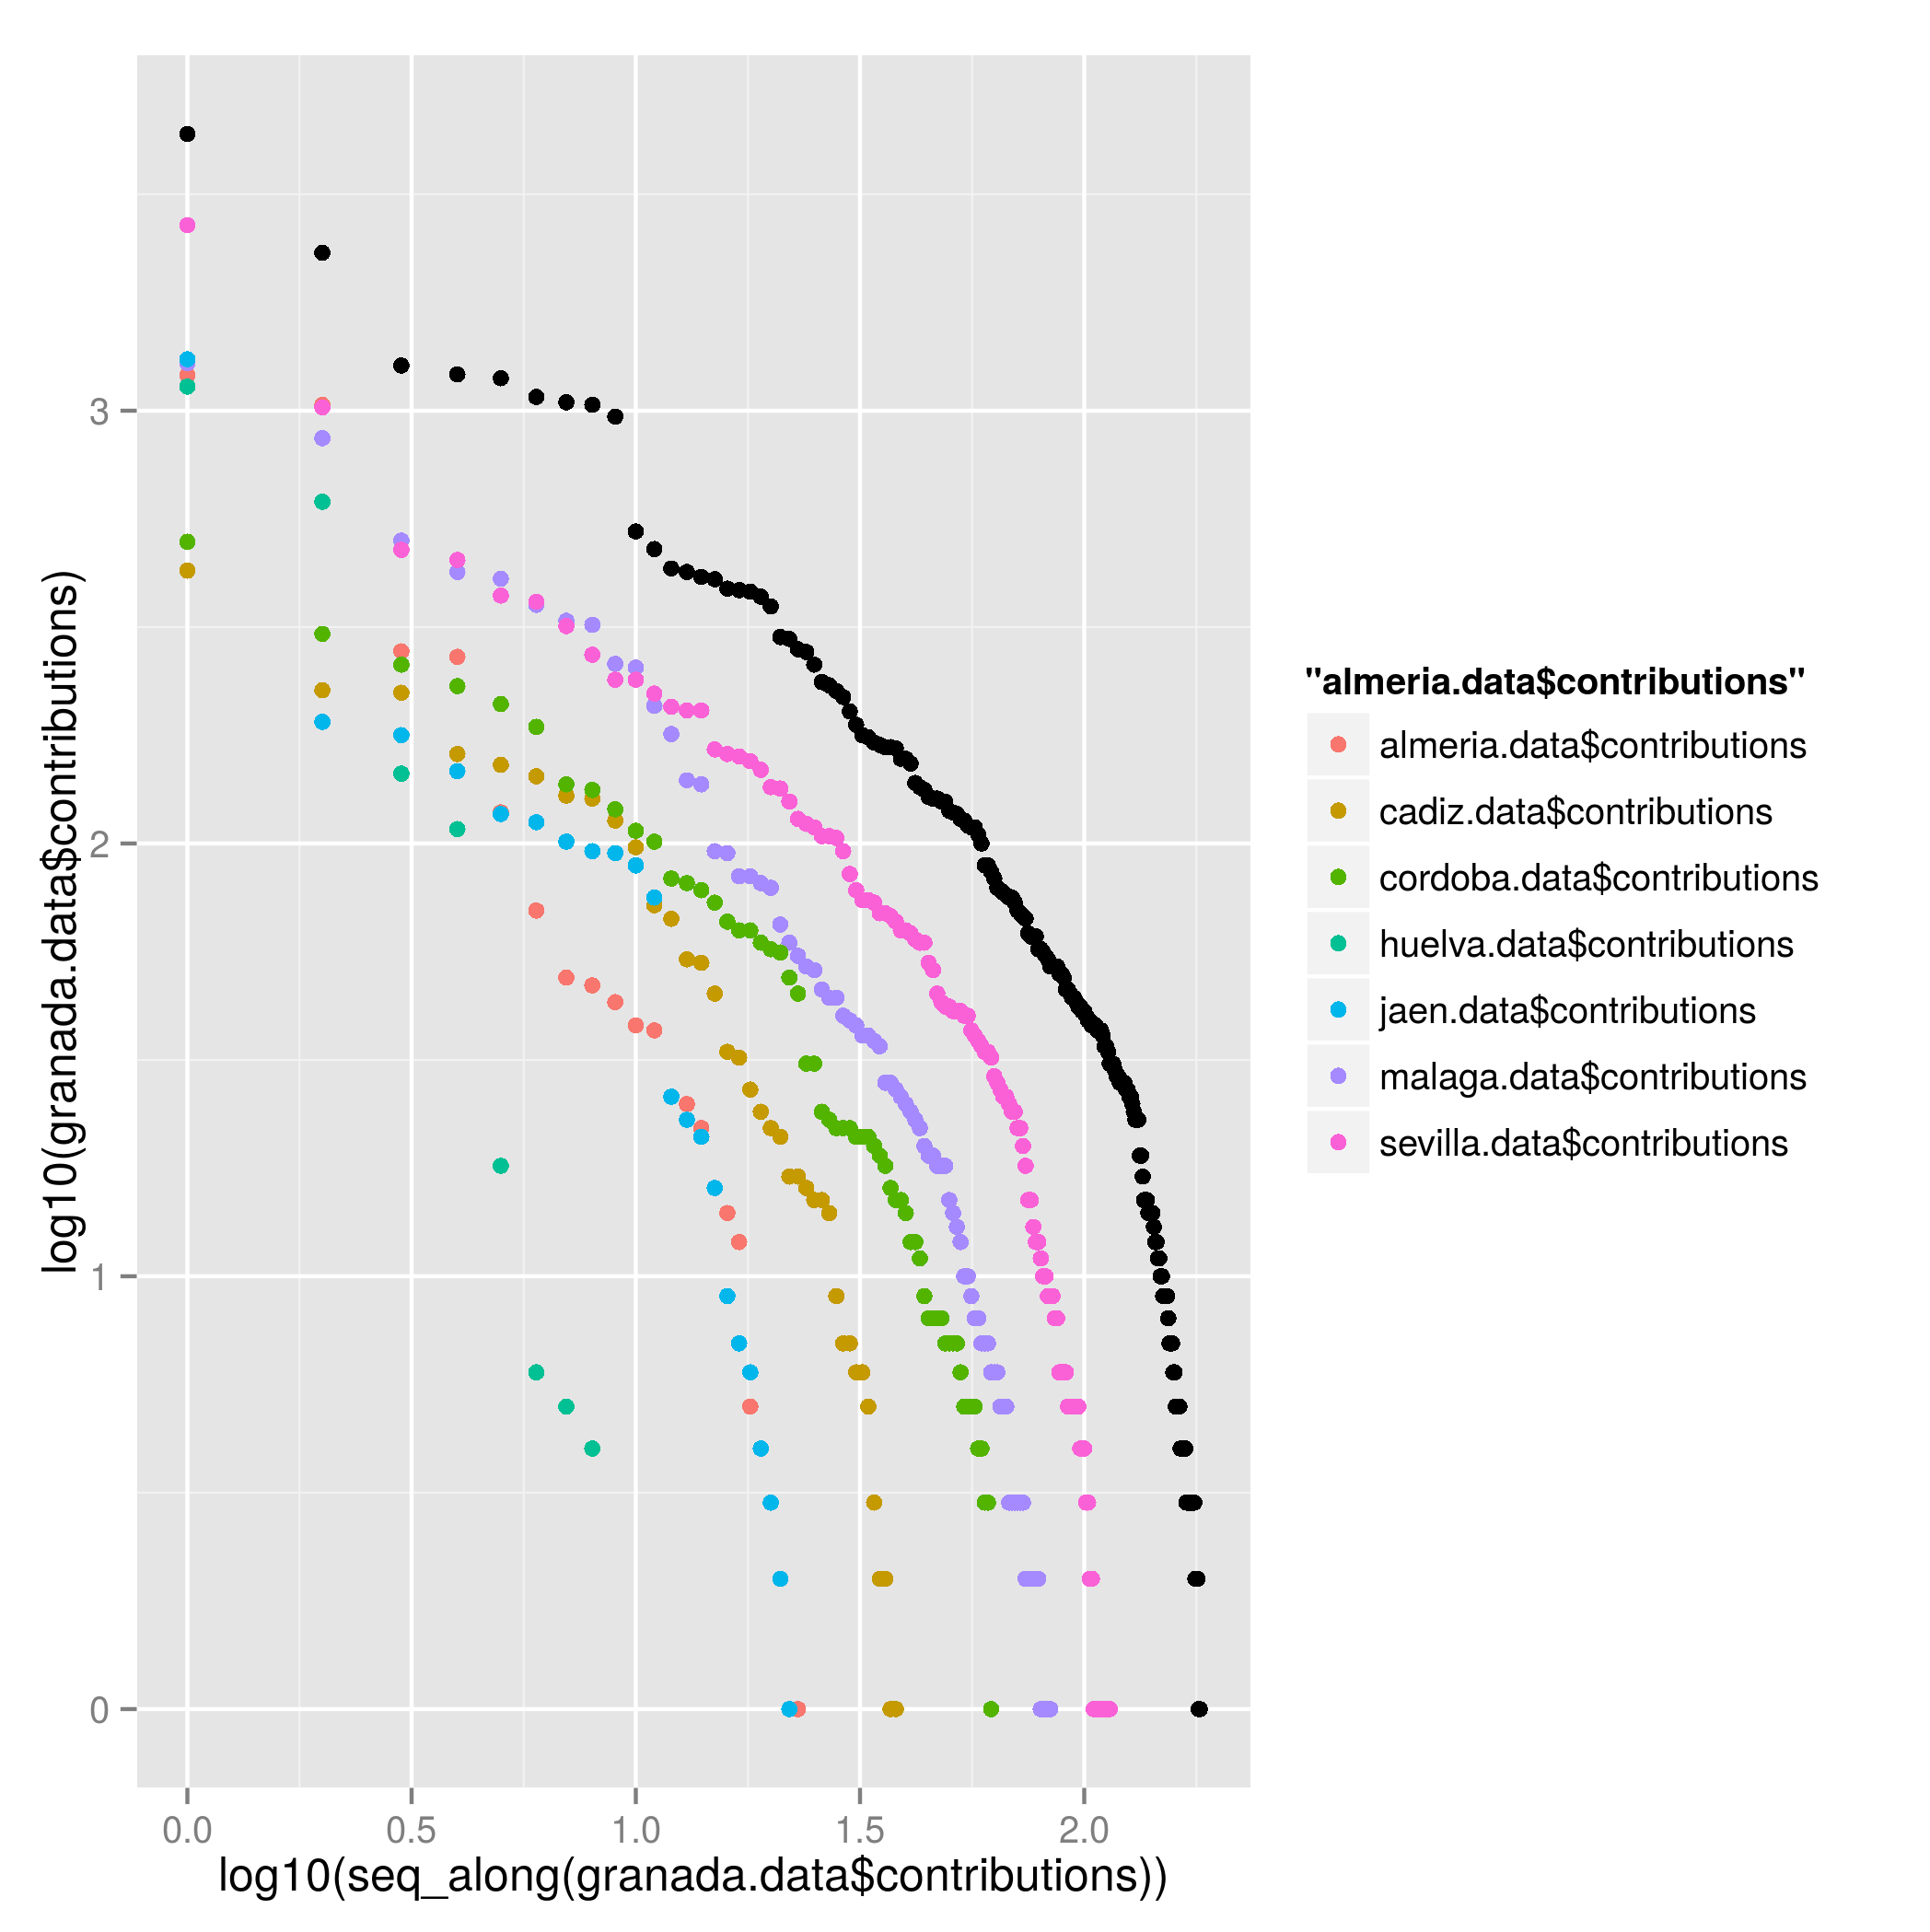 log10(granada.data$contributions)
3
2
1
0
0.0 0.5 1.0 1.5 2.0
log10(seq_along(granada.data$contributions))
"almeria.data$contributions"
almeria.data$contributions
cadiz.data$contributions
cordoba.data$contributions
huelva.data$contributions
jaen.data$contributions
malaga.data$contributions
sevilla.data$contributions